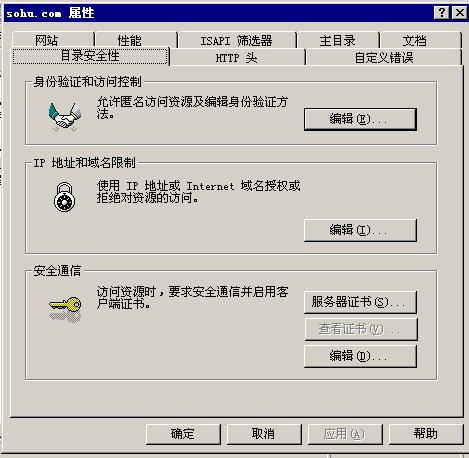 sohu.com 属性
网站 性能 ISAPI 筛选器 主目录 文档
目录安全性 HTTP 头 自定义错误
身份验证和访问控制
允许匿名访问资源及编辑身份验证方
法。
编辑(E)...
IP 地址和域名限制
使用 IP 地址或 Internet 域名授权或
拒绝对资源的访问。
编辑(I)...
安全通信
访问资源时，要求安全通信并启用客
户端证书。
服务器证书(S)...
查看证书(V)...
编辑(D)...
确定 取消 应用(A) 帮助